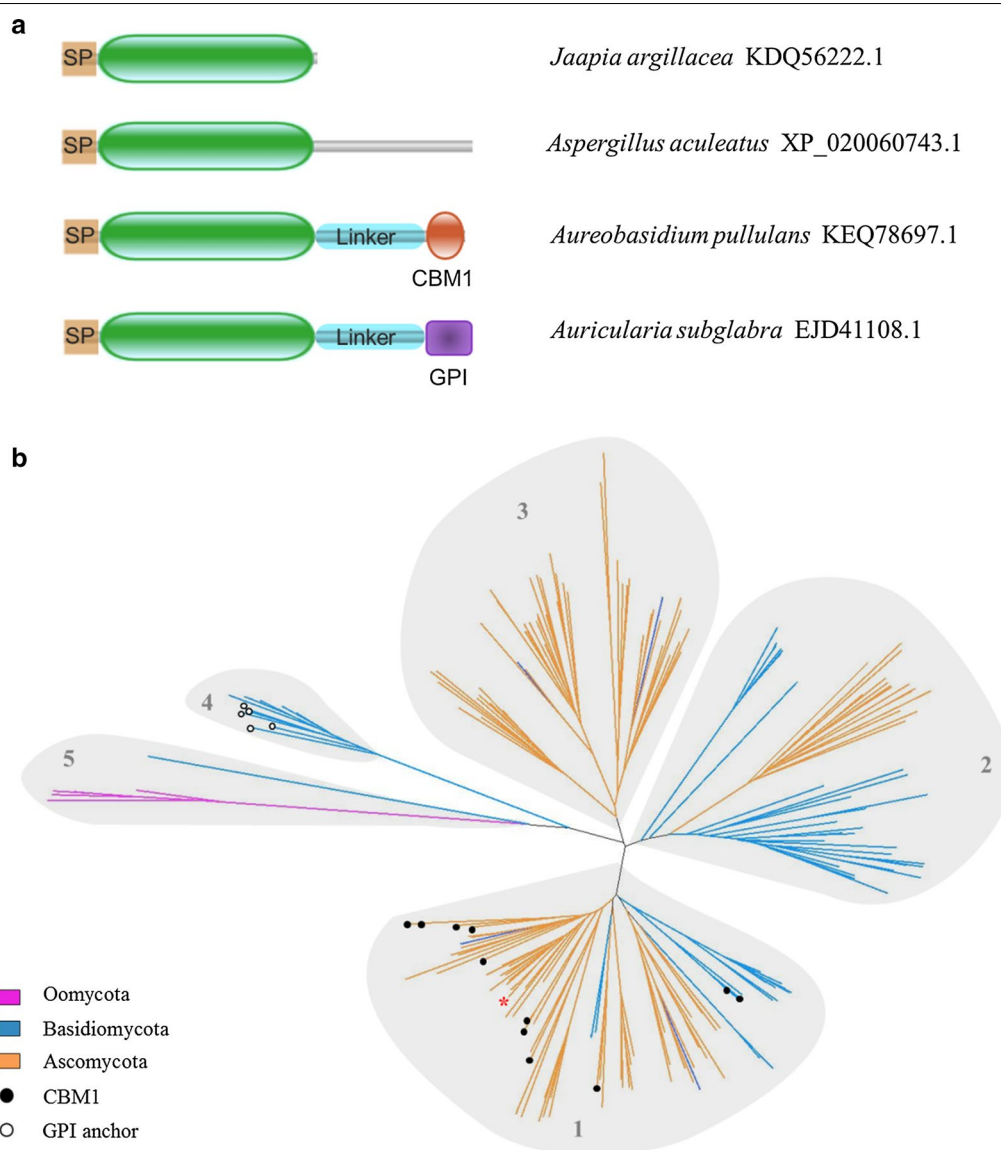 a
SP
Jaapia argillacea KDQ56222.1
SP
Aspergillus aculeatus XP_020060743.1
SP Linker
CBM1
Aureobasidium pullulans KEQ78697.1
SP Linker
GPI
Auricularia subglabra EJD41108.1
b
3
4
5
2
*
1
Oomycota
Basidiomycota
Ascomycota
CBM1
GPI anchor